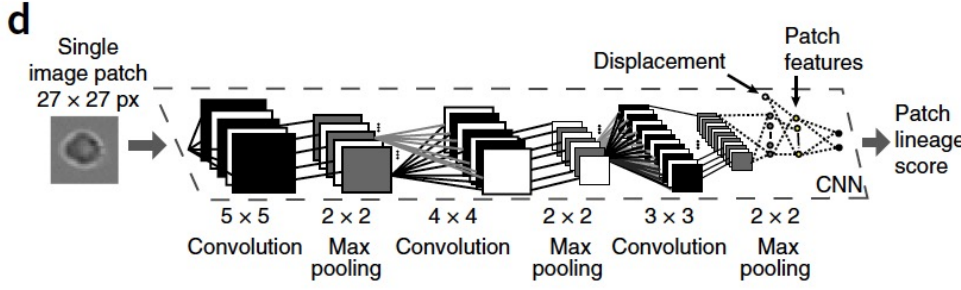 d
Single
image patch
27 × 27 px
Displacement
Patch
features
Patch
lineage
score
CNN
5 × 5
Convolution
2 × 2
Max
pooling
4 × 4
Convolution
2 × 2
Max
pooling
3 × 3
Convolution
2 × 2
Max
pooling